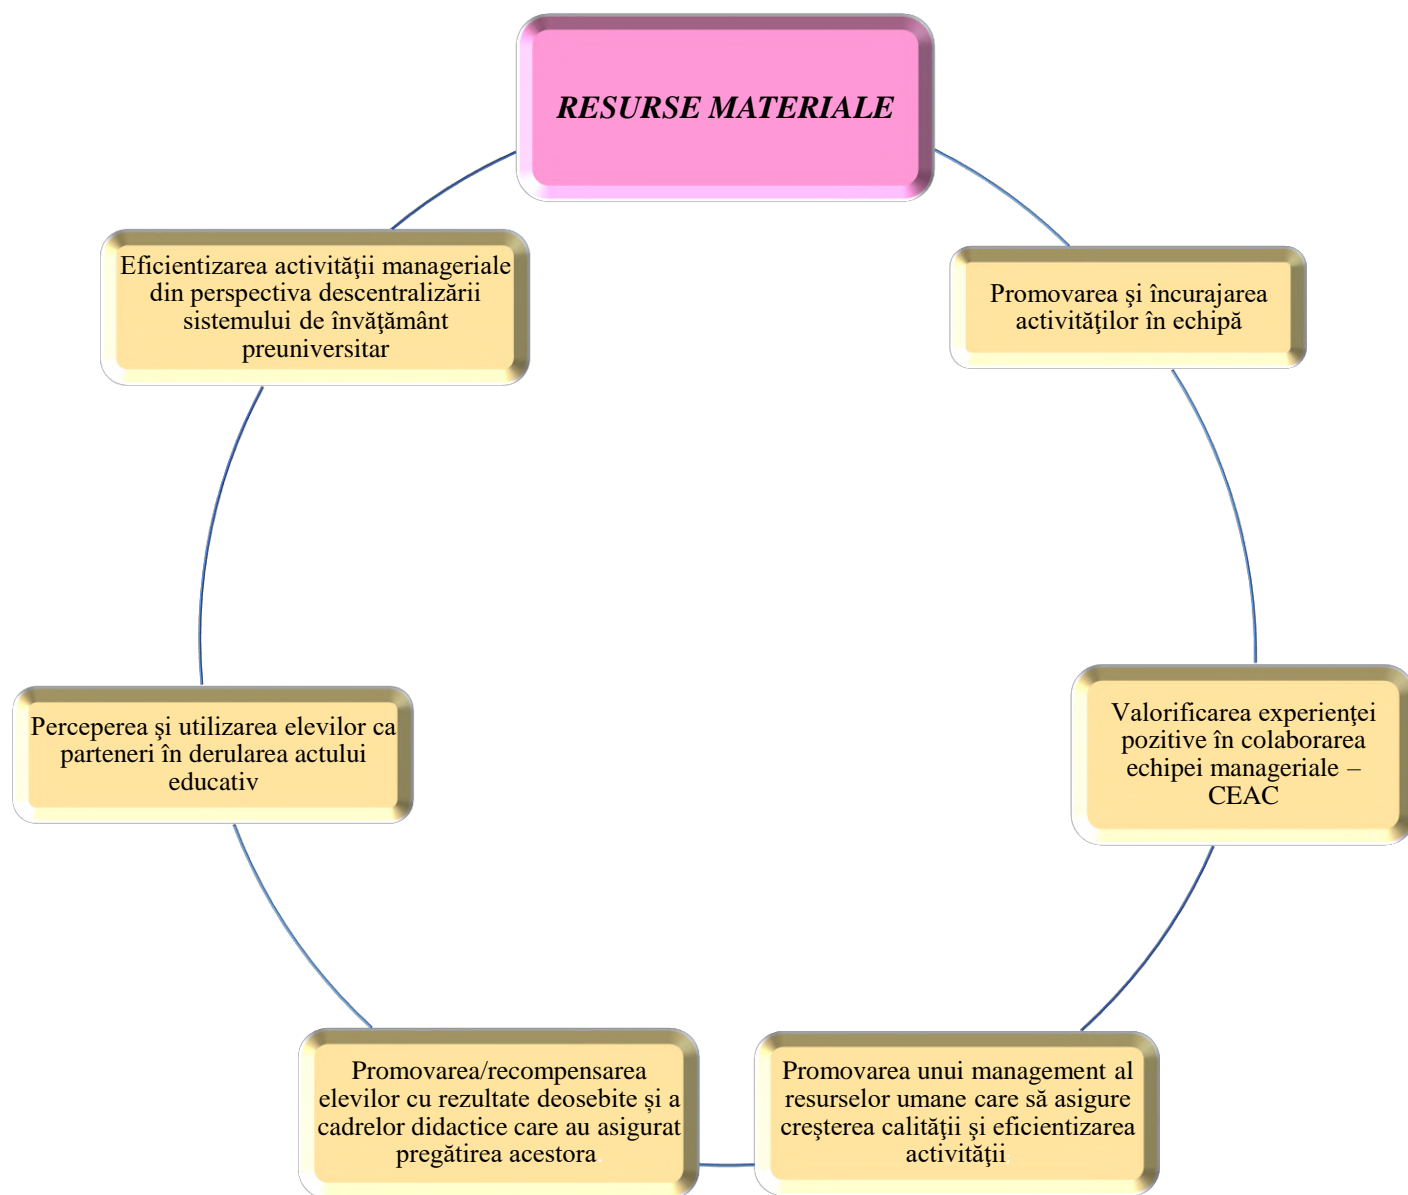 RESURSE MATERIALE
Promovarea şi încurajarea
activităţilor în echipă
Valorificarea experienţei
pozitive în colaborarea
echipei manageriale –
CEAC
Promovarea unui management al
resurselor umane care să asigure
creşterea calităţii şi eficientizarea
activităţii
Promovarea/recompensarea
elevilor cu rezultate deosebite și a
cadrelor didactice care au asigurat
pregătirea acestora
Perceperea şi utilizarea elevilor ca
parteneri în derularea actului
educativ
Eficientizarea activităţii manageriale
din perspectiva descentralizării
sistemului de învăţământ
preuniversitar